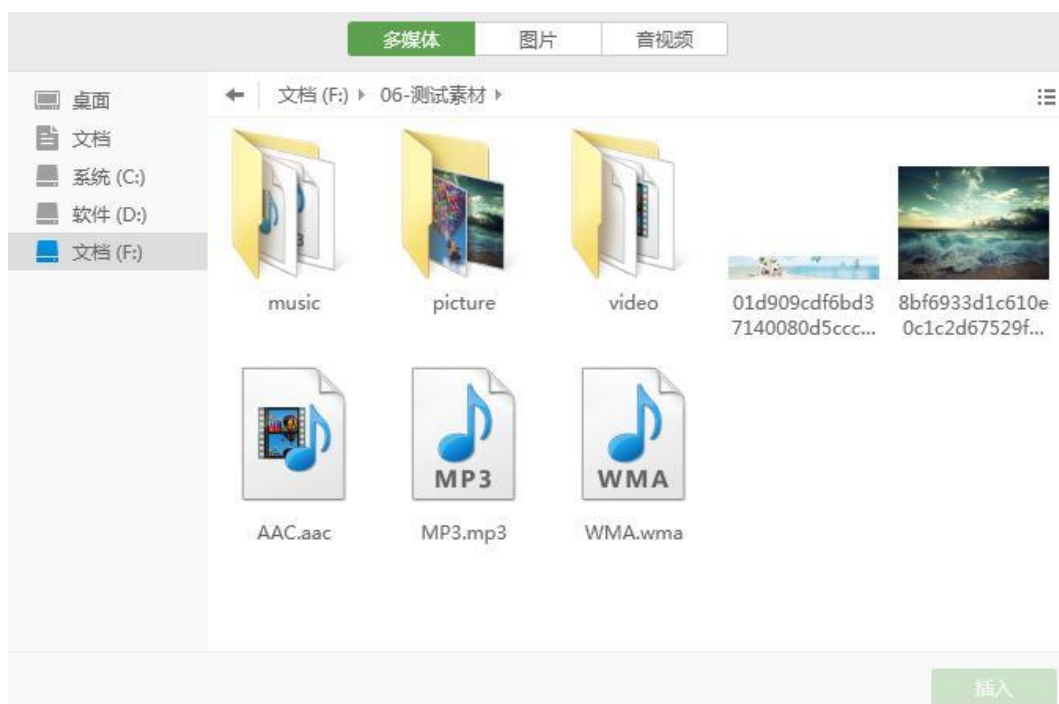 多媒体
图片
音视频
桌面
文档
系统 (C:)
软件 (D:)
文档 (F:)
文档 (F:)
06-测试素材
music
picture
video
01d909cdf6bd3
7140080d5ccc...
8bf6933d1c610e
0c1c2d67529f...
MP3
WMA
AAC.aac
MP3.mp3
WMA.wma
插入